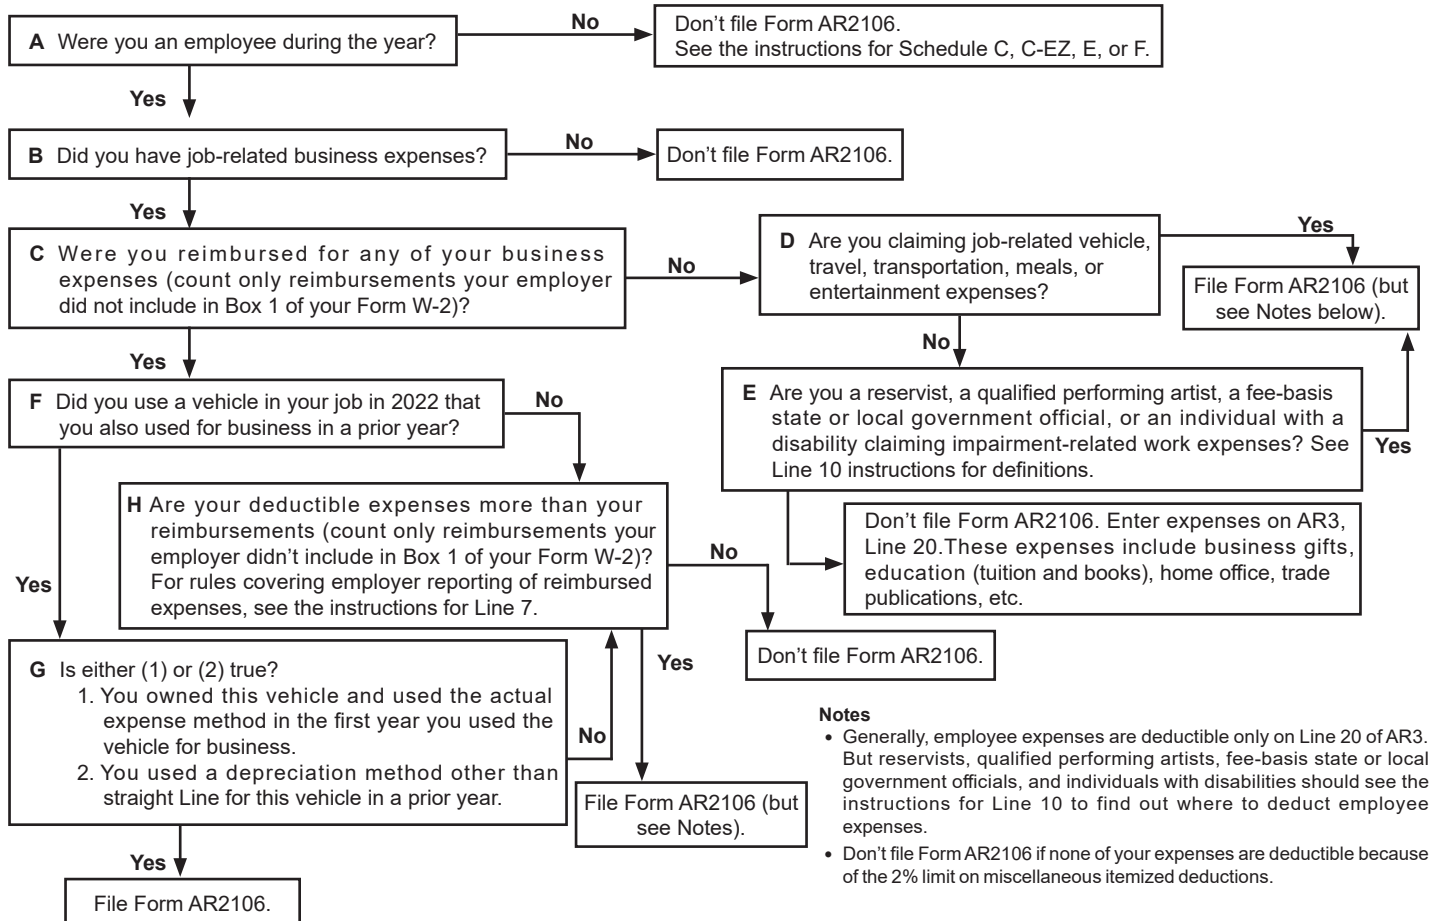 A Were you an employee during the year?
No
Don't file Form AR2106.
See the instructions for Schedule C, C-EZ, E, or F.
Yes
B Did you have job-related business expenses?
No
Don't file Form AR2106.
Yes
C Were you reimbursed for any of your business
expenses (count only reimbursements your employer
did not include in Box 1 of your Form W-2)?
No
D Are you claiming job-related vehicle,
travel, transportation, meals, or
entertainment expenses?
Yes
File Form AR2106 (but
see Notes below).
No
Yes
E Are you a reservist, a qualified performing artist, a fee-basis
state or local government official, or an individual with a
disability claiming impairment-related work expenses? See
Line 10 instructions for definitions.
Yes
Don't file Form AR2106. Enter expenses on AR3,
Line 20.These expenses include business gifts,
education (tuition and books), home office, trade
publications, etc.
F Did you use a vehicle in your job in 2022 that
you also used for business in a prior year?
No
H Are your deductible expenses more than your
reimbursements (count only reimbursements your
employer didn't include in Box 1 of your Form W-2)?
For rules covering employer reporting of reimbursed
expenses, see the instructions for Line 7.
No
Don't file Form AR2106.
Yes
Yes
G Is either (1) or (2) true?
1. You owned this vehicle and used the actual
expense method in the first year you used the
vehicle for business.
2. You used a depreciation method other than
straight Line for this vehicle in a prior year.
No
File Form AR2106 (but
see Notes).
Yes
File Form AR2106.
Notes
• Generally, employee expenses are deductible only on Line 20 of AR3.
But reservists, qualified performing artists, fee-basis state or local
government officials, and individuals with disabilities should see the
instructions for Line 10 to find out where to deduct employee
expenses.
• Don't file Form AR2106 if none of your expenses are deductible because
of the 2% limit on miscellaneous itemized deductions.